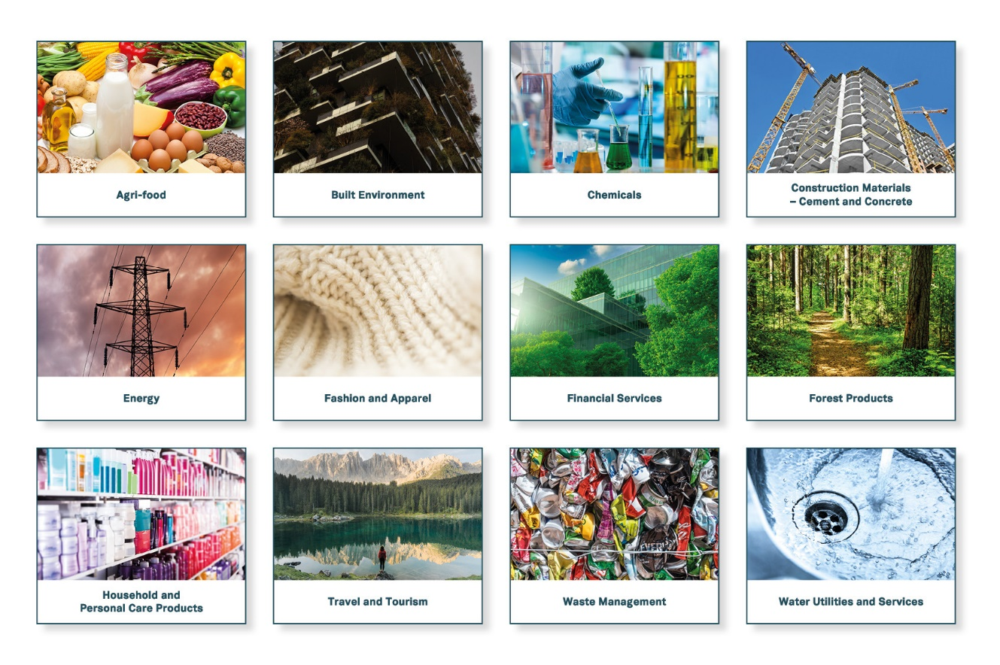 Agri-food
Built Environment
Chemicals
Construction Materials
– Cement and Concrete
Energy
Fashion and Apparel
Financial Services
Forest Products
Household and
Personal Care Products
Travel and Tourism
Waste Management
Water Utilities and Services